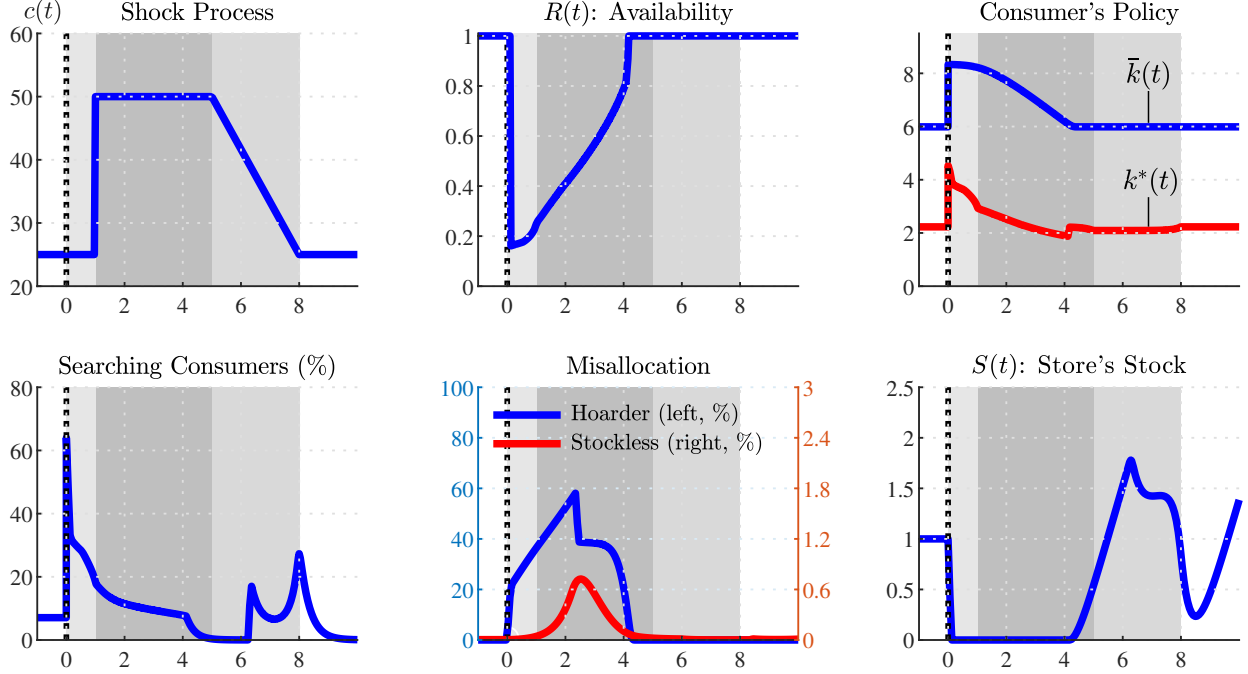 c(t)
Shock Process
60
50
40
30
20
0 2 4 6 8
R(t): Availability
1
0.8
0.6
0.4
0.2
0
0 2 4 6 8
Consumer's Policy
8
6
4
2
0
k̄(t)
k*(t)
0 2 4 6 8
Searching Consumers (%)
80
60
40
20
0
0 2 4 6 8
Misallocation
100
80
60
40
20
0
Hoarder (left, %)
Stockless (right, %)
3
2.4
1.8
1.2
0.6
0
0 2 4 6 8
S(t): Store's Stock
2.5
2
1.5
1
0.5
0
0 2 4 6 8